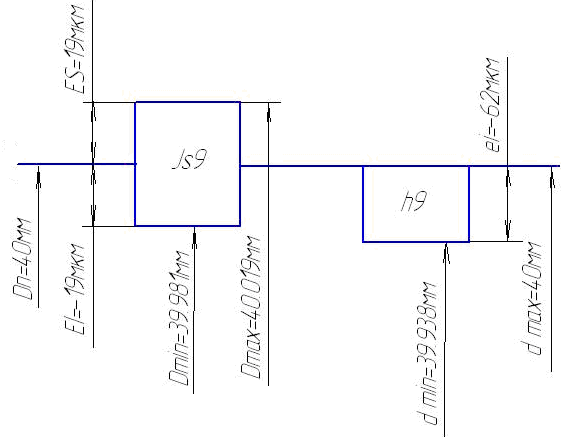 ES=19мкм
Js9
ei=-62мкм
h9
Dn=40мм
EI=-19мкм
Dmin=39.981мм
Dmax=40.019мм
d min=39.938мм
d max=40мм